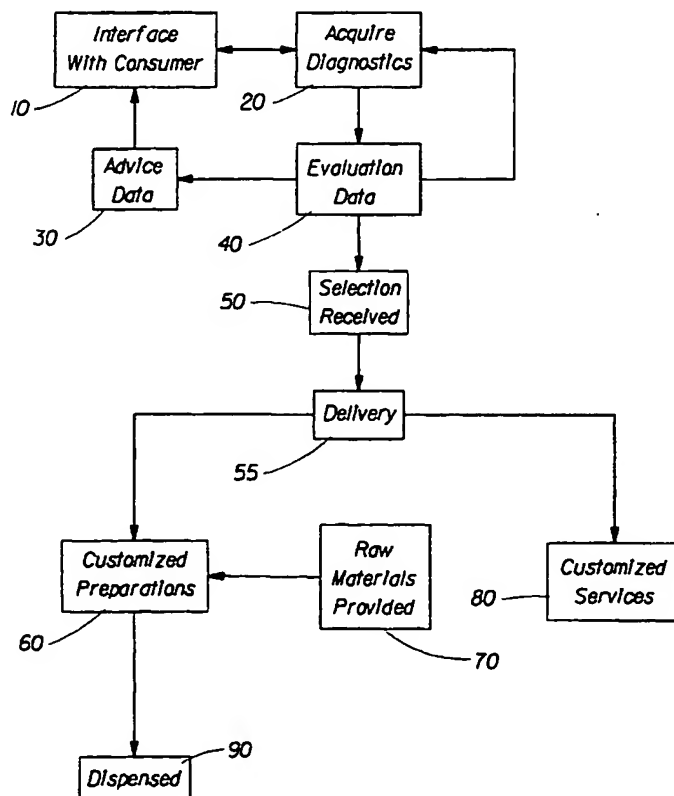 Interface
With Consumer
10
Acquire
Diagnostics
20
Advice
Data
30
Evaluation
Data
40
Selection
Received
50
Delivery
55
Customized
Preparations
60
Raw
Materials
Provided
70
Customized
Services
80
Dispensed
90